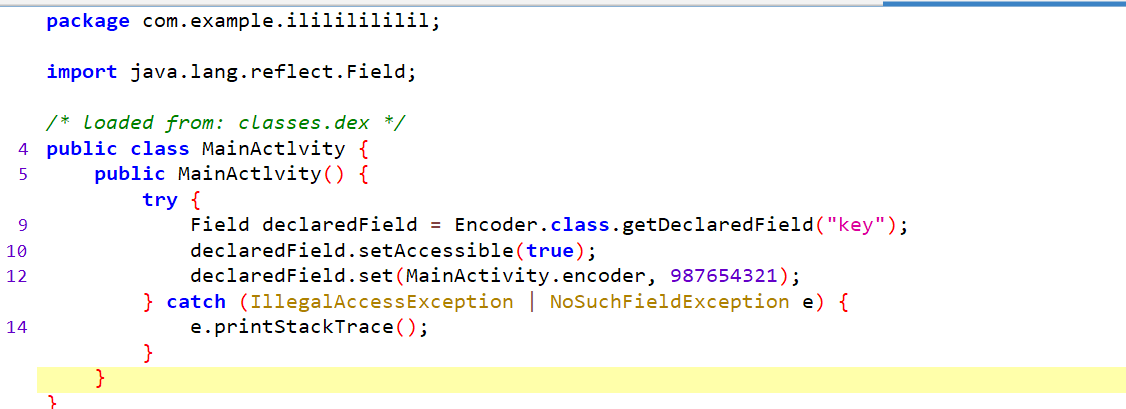 package com.example.ilililililil;
import java.lang.reflect.Field;
/* loaded from: classes.dex */
4 public class MainActlvity {
5 public MainActlvity() {
try {
9 Field declaredField = Encoder.class.getDeclaredField("key");
10 declaredField.setAccessible(true);
12 declaredField.set(MainActivity.encoder, 987654321);
} catch (IllegalAccessException | NoSuchFieldException e) {
14 e.printStackTrace();
}
}
}